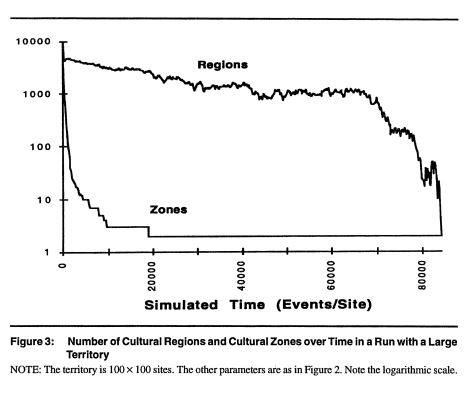 10000
Regions
1000
100
10
Zones
1
0
20000
40000
60000
80000
Simulated Time (Events/Site)
Figure 3: Number of Cultural Regions and Cultural Zones over Time in a Run with a Large
Territory
NOTE: The territory is 100 × 100 sites. The other parameters are as in Figure 2. Note the logarithmic scale.